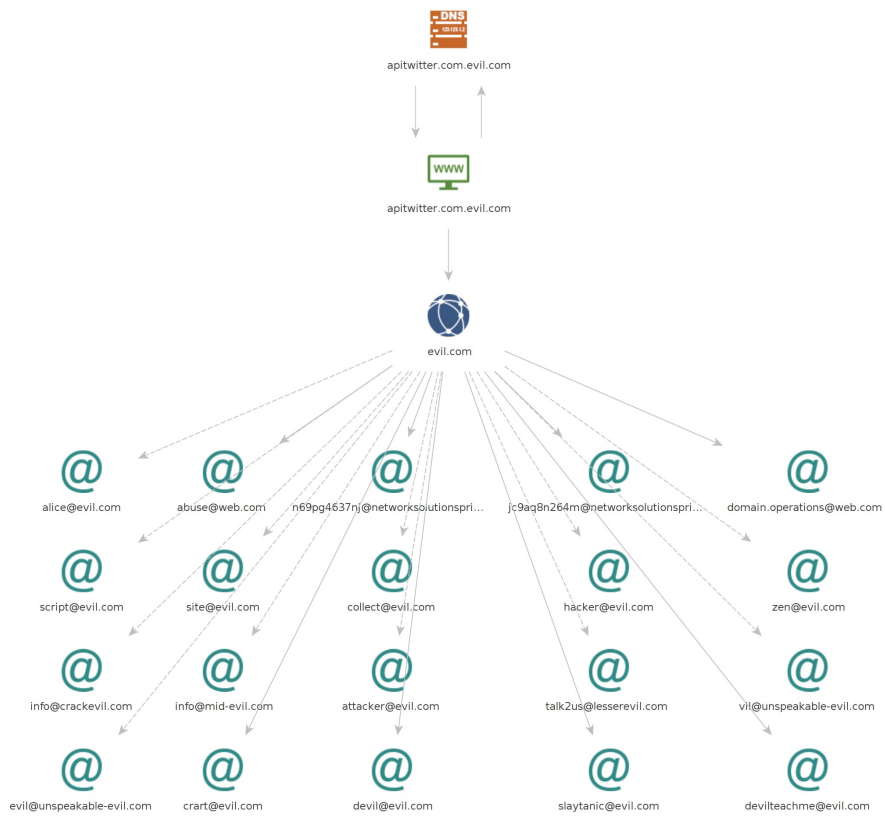 DNS
apitwitter.com.evil.com
WWW
apitwitter.com.evil.com
evil.com
@ @ @ @ @
alice@evil.com abuse@web.com n69pg4637nj@networksolutionspri... jc9aq8n264m@networksolutionspri... domain.operations@web.com
@ @ @ @ @
script@evil.com site@evil.com collect@evil.com hacker@evil.com zen@evil.com
@ @ @ @ @
info@crackevil.com info@mid-evil.com attacker@evil.com talk2us@lesserevil.com vil@unspeakable-evil.com
@ @ @ @ @
evil@unspeakable-evil.com crart@evil.com devil@evil.com slaytanic@evil.com devilteachme@evil.com